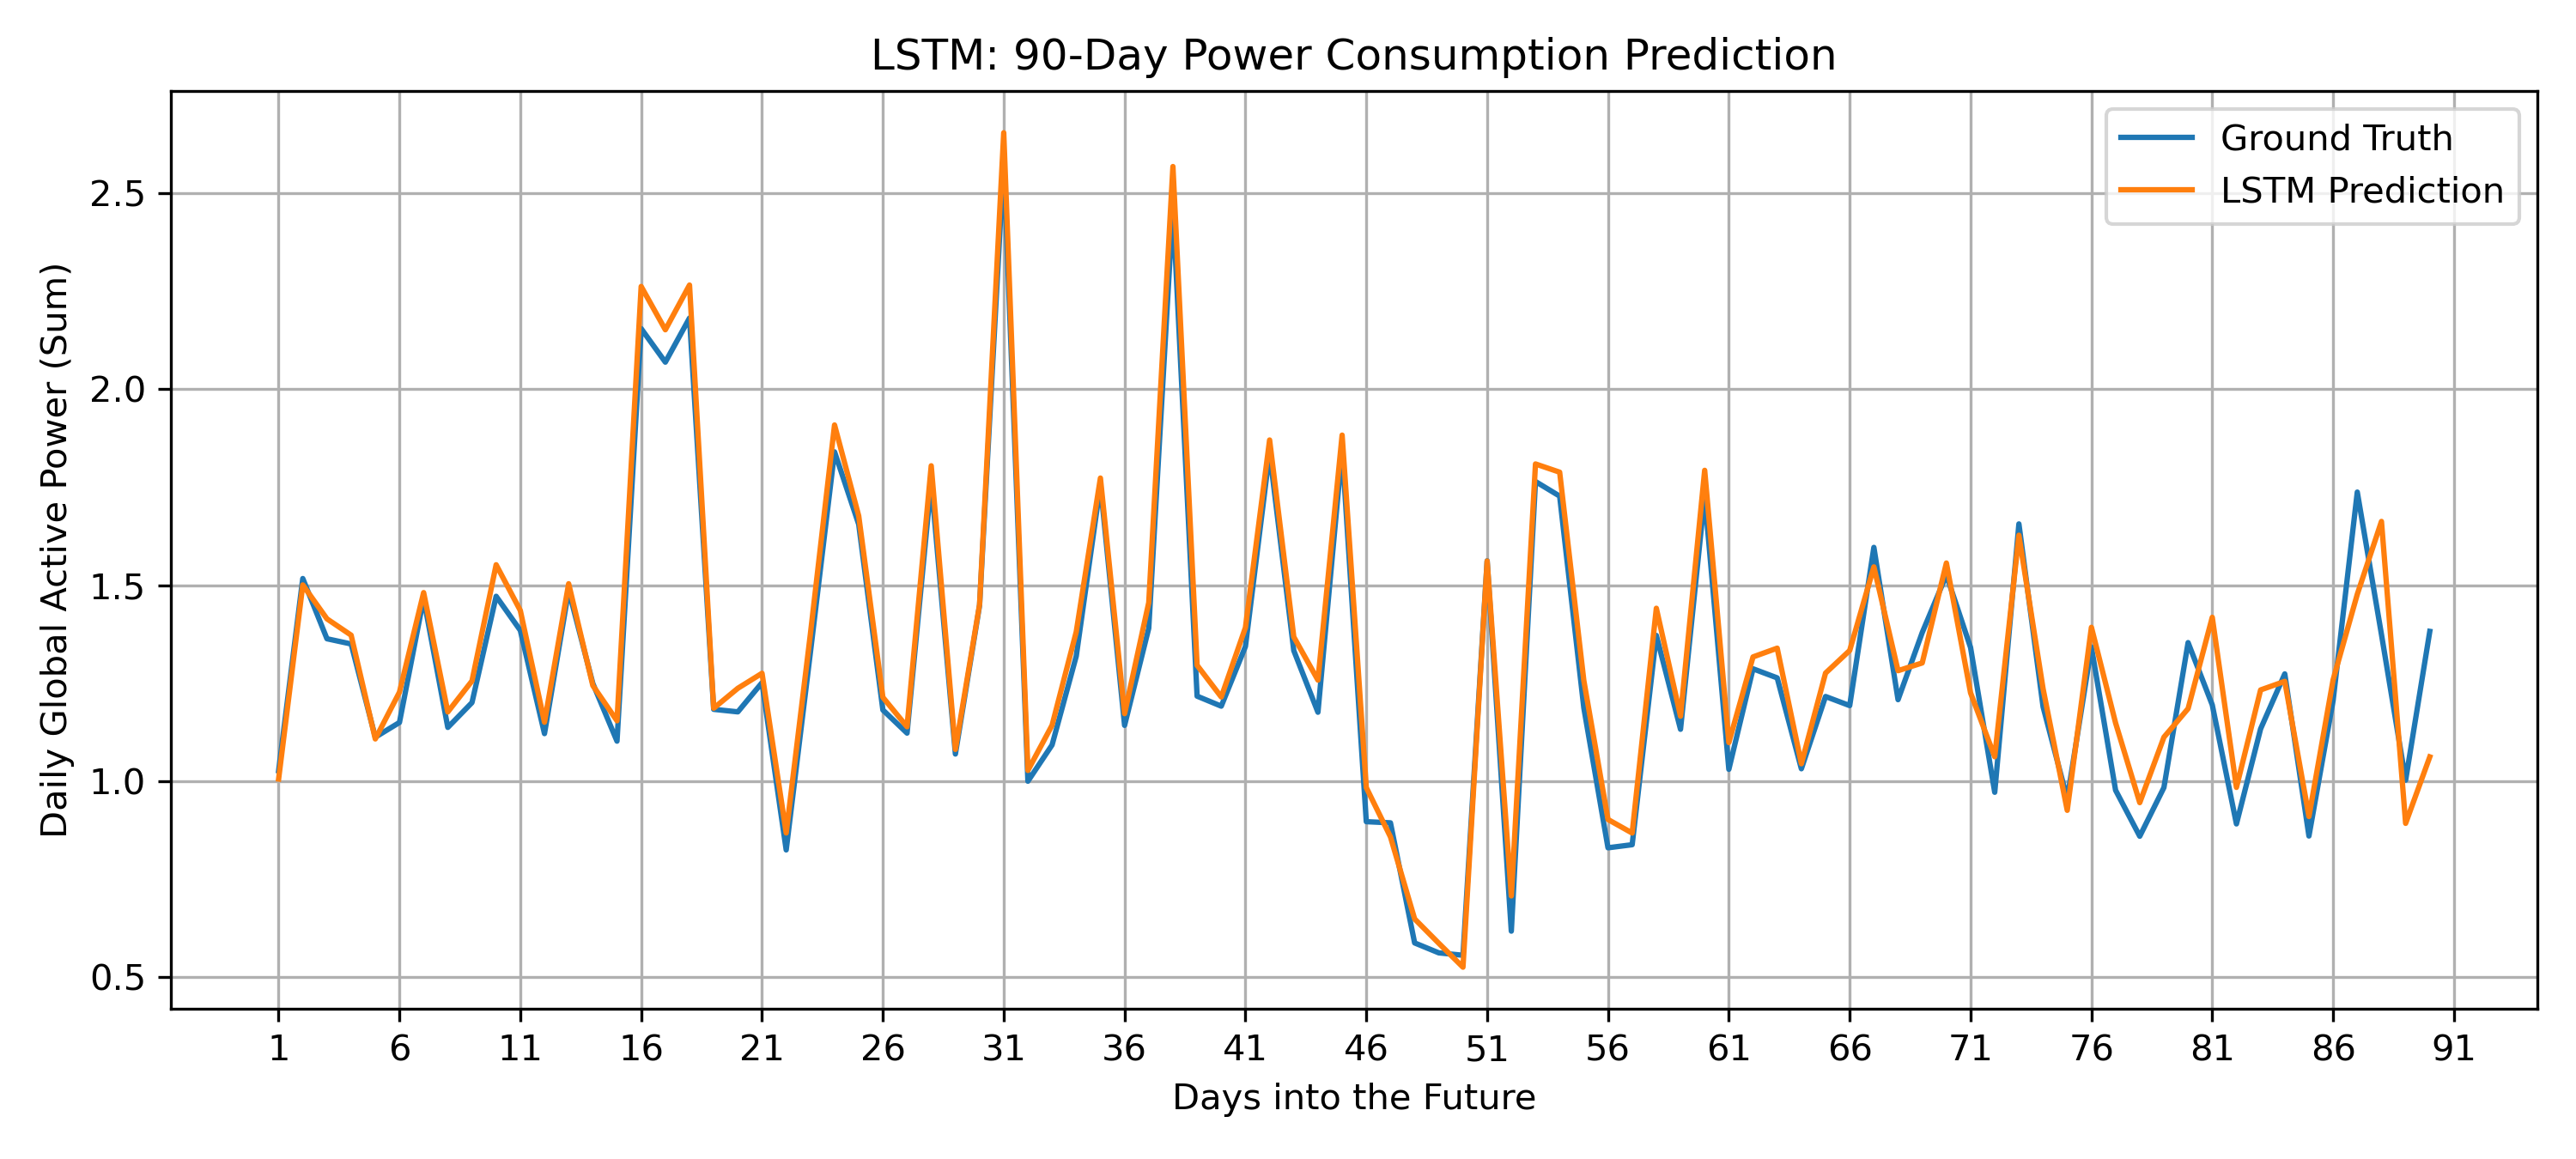 LSTM: 90-Day Power Consumption Prediction
Ground Truth
LSTM Prediction
Daily Global Active Power (Sum)
2.5
2.0
1.5
1.0
0.5
1 6 11 16 21 26 31 36 41 46 51 56 61 66 71 76 81 86 91
Days into the Future